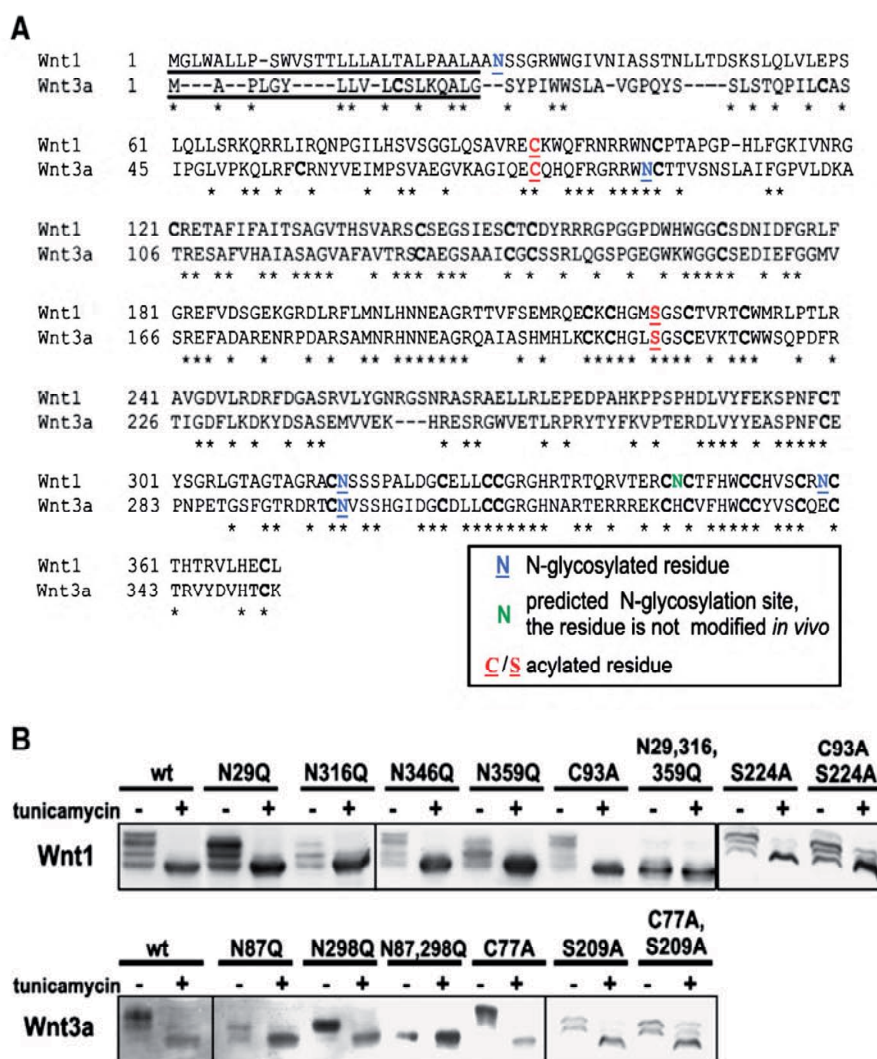 A
Wnt1 1 MGLWALLP-SWVSTTLLLALTALPAALAANSSGRWWGIVNIASSTNLLTDSKSLQLVLEPS
Wnt3a 1 M---A--PLGY----LLV-LCSLKQALG--SYPIWWSLA-VGPQYS----SKSLSTQPILCAS
* * * ** * ** * * * ** * * * *
Wnt1 61 LQLLSRKQRRLIRQNPGILHSVSGGLQSAVRECKWQFRNRRWNCPTAPGP-HLFGKIVNRG
Wnt3a 45 IPGLVPKQLRFCRNYVEIMPSVAEGVKAGIQECQHQFRGRRWNCTTVSNSLAIFGPVLDKA
* ** * * ** * ** *** **** * **
Wnt1 121 CRETAFIFAITSAGVTHSVARSCSEGSIESCTCDYRRRGPGGPDWHWGGCSDNIDFGRLF
Wnt3a 106 TRESAFVHAIASAGVAFAVTRSCAEGSAAICGCSSRLQGSPGEGWKWGGCSEDIEFGGMV
** ** ** **** * *** *** * * * * * * **** * **
Wnt1 181 GREFVDSGEKGRDLRFLMNLHNNEAGRTTVFSEMRQECKCHGMSGSCTVRTCWMRLPTLR
Wnt3a 166 SREFADARENRPDARSAMNRHNNEAGRQAIASHMHLKCKCHGLSGSCEVKTCWWSQPDFR
*** * * * * ** ******** * * **** **** * *** * *
Wnt1 241 AVGDVLRDRFDGASRVLYGNRGSNRASRAELLRLEPEDPAHKPPSPHDLVYFEKSPNFCT
Wnt3a 226 TIGDFLKDKYDSASEMVVEK---HRESRGWVETLRPRYTYFKVPTERDLVYYEASPNFCE
** * * * ** * ** * * * * **** * *****
Wnt1 301 YSGRLGTAGTAGRACNSSSPALDGCELLCCGRGHRTRTQRVTERCNCTFHWCCHVSCRNC
Wnt3a 283 PNPETGSFGTRDRTCNVSSHGIDGCDLLCCGRGHNARTERRREKCHCVFHWCCYVSCQEC
* ** * ** ** *** ******** ** * * * * ***** *** *
Wnt1 361 THTRVLHECL
Wnt3a 343 TRVYDVHTCK
* * *
N N-glycosylated residue
N predicted N-glycosylation site,
the residue is not modified in vivo
C/S acylated residue
B
wt N29Q N316Q N346Q N359Q C93A N29,316,359Q S224A C93A S224A
tunicamycin - + - + - + - + - + - + - + - + - +
Wnt1
wt N87Q N298Q N87,298Q C77A S209A C77A, S209A
tunicamycin - + - + - + - + - + - + - +
Wnt3a